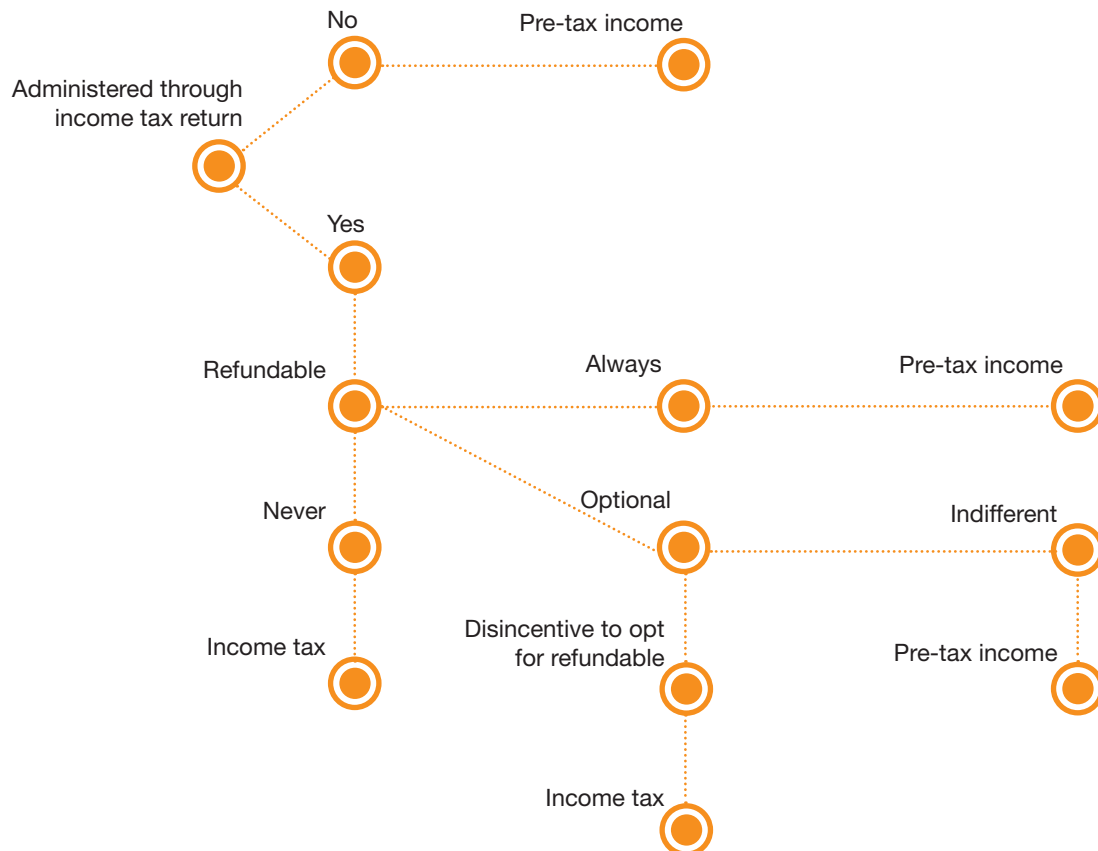 No
Pre-tax income
Administered through
income tax return
Yes
Refundable
Always
Pre-tax income
Never
Optional
Indifferent
Income tax
Disincentive to opt
for refundable
Pre-tax income
Income tax